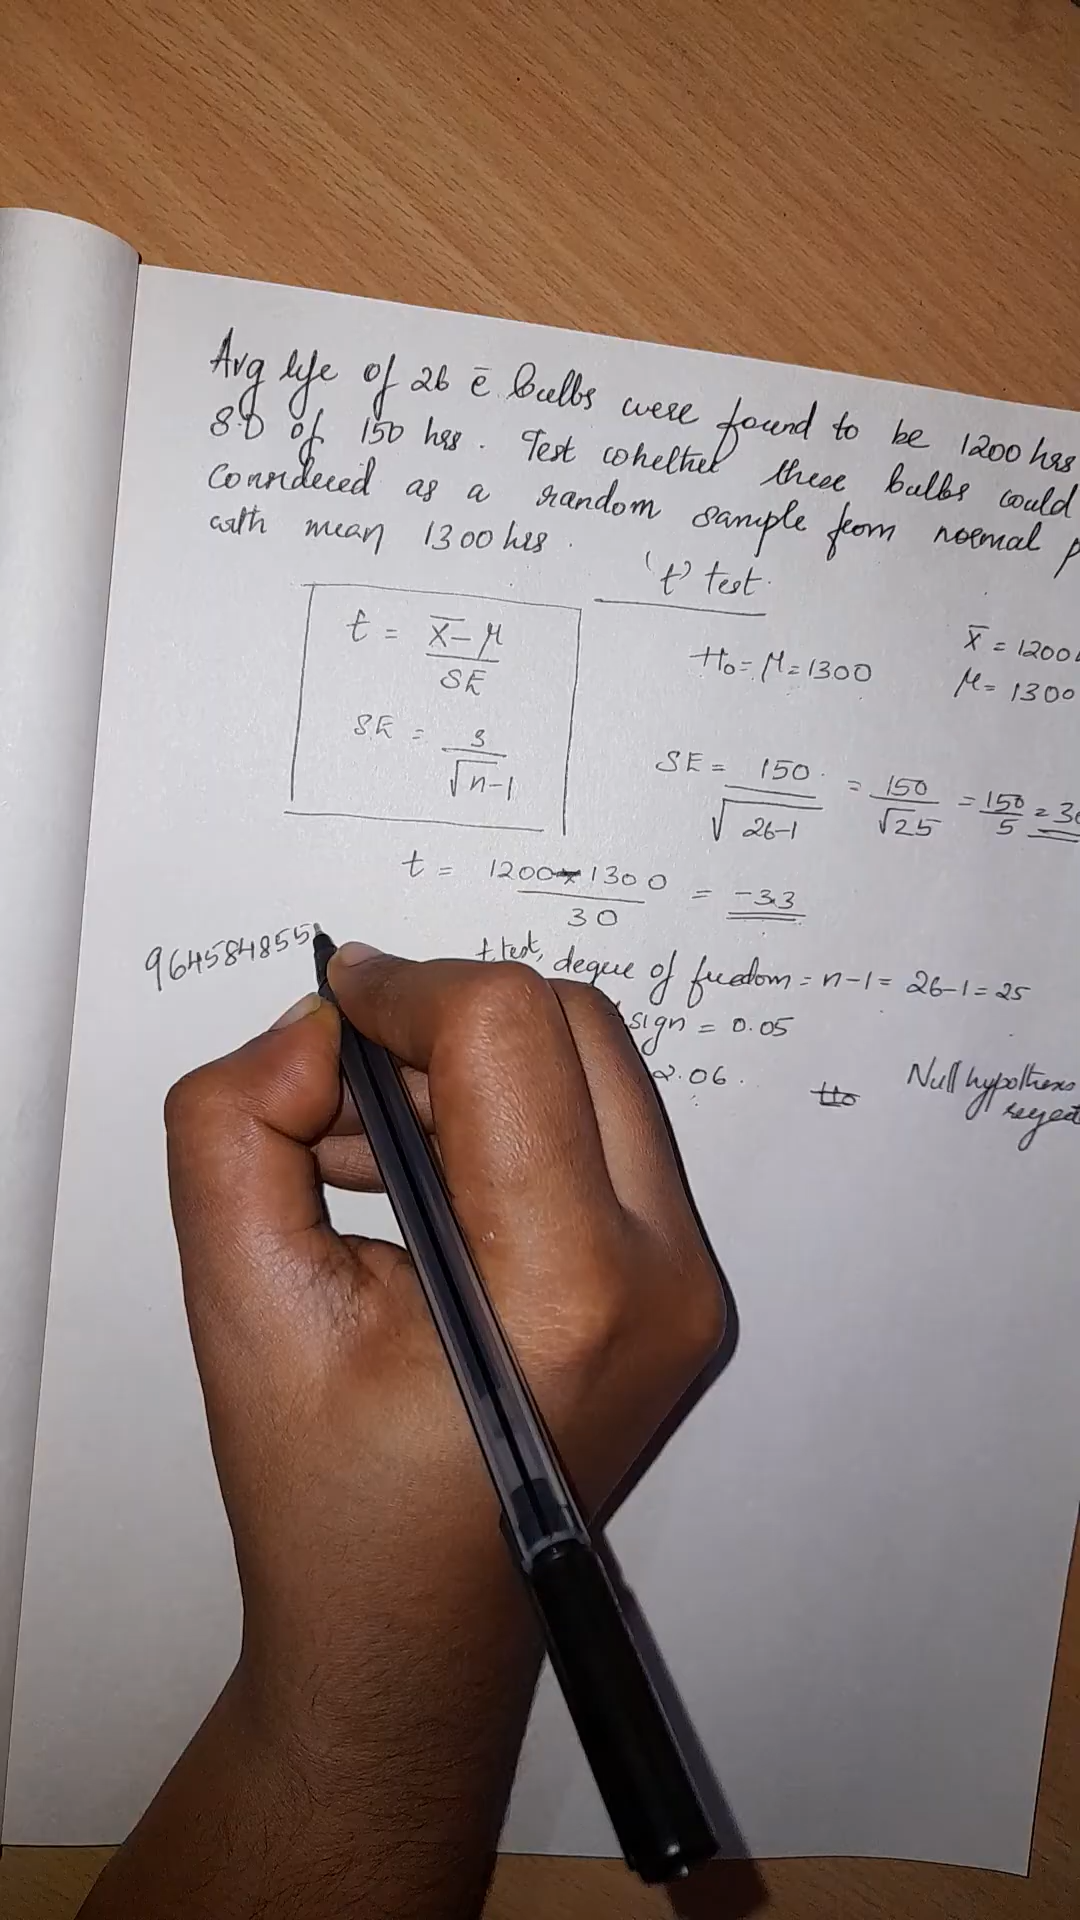 Avg life of 26 ē bulbs were found to be 1200 hrs
S.D of 150 hrs. Test whether these bulbs could
considered as a random sample from normal p
with mean 1300 hrs.
't' test.
t = x̄ - μ / SE
H₀ = μ = 1300
x̄ = 1200
μ = 1300
SE = s / √n-1
SE = 150 / √26-1 = 150 / √25 = 150 / 5 = 30
t = 1200 - 1300 / 30 = -3.3
964584855
t test, degree of freedom = n-1 = 26-1 = 25
sign = 0.05
2.06.
Null hypothesis
reject